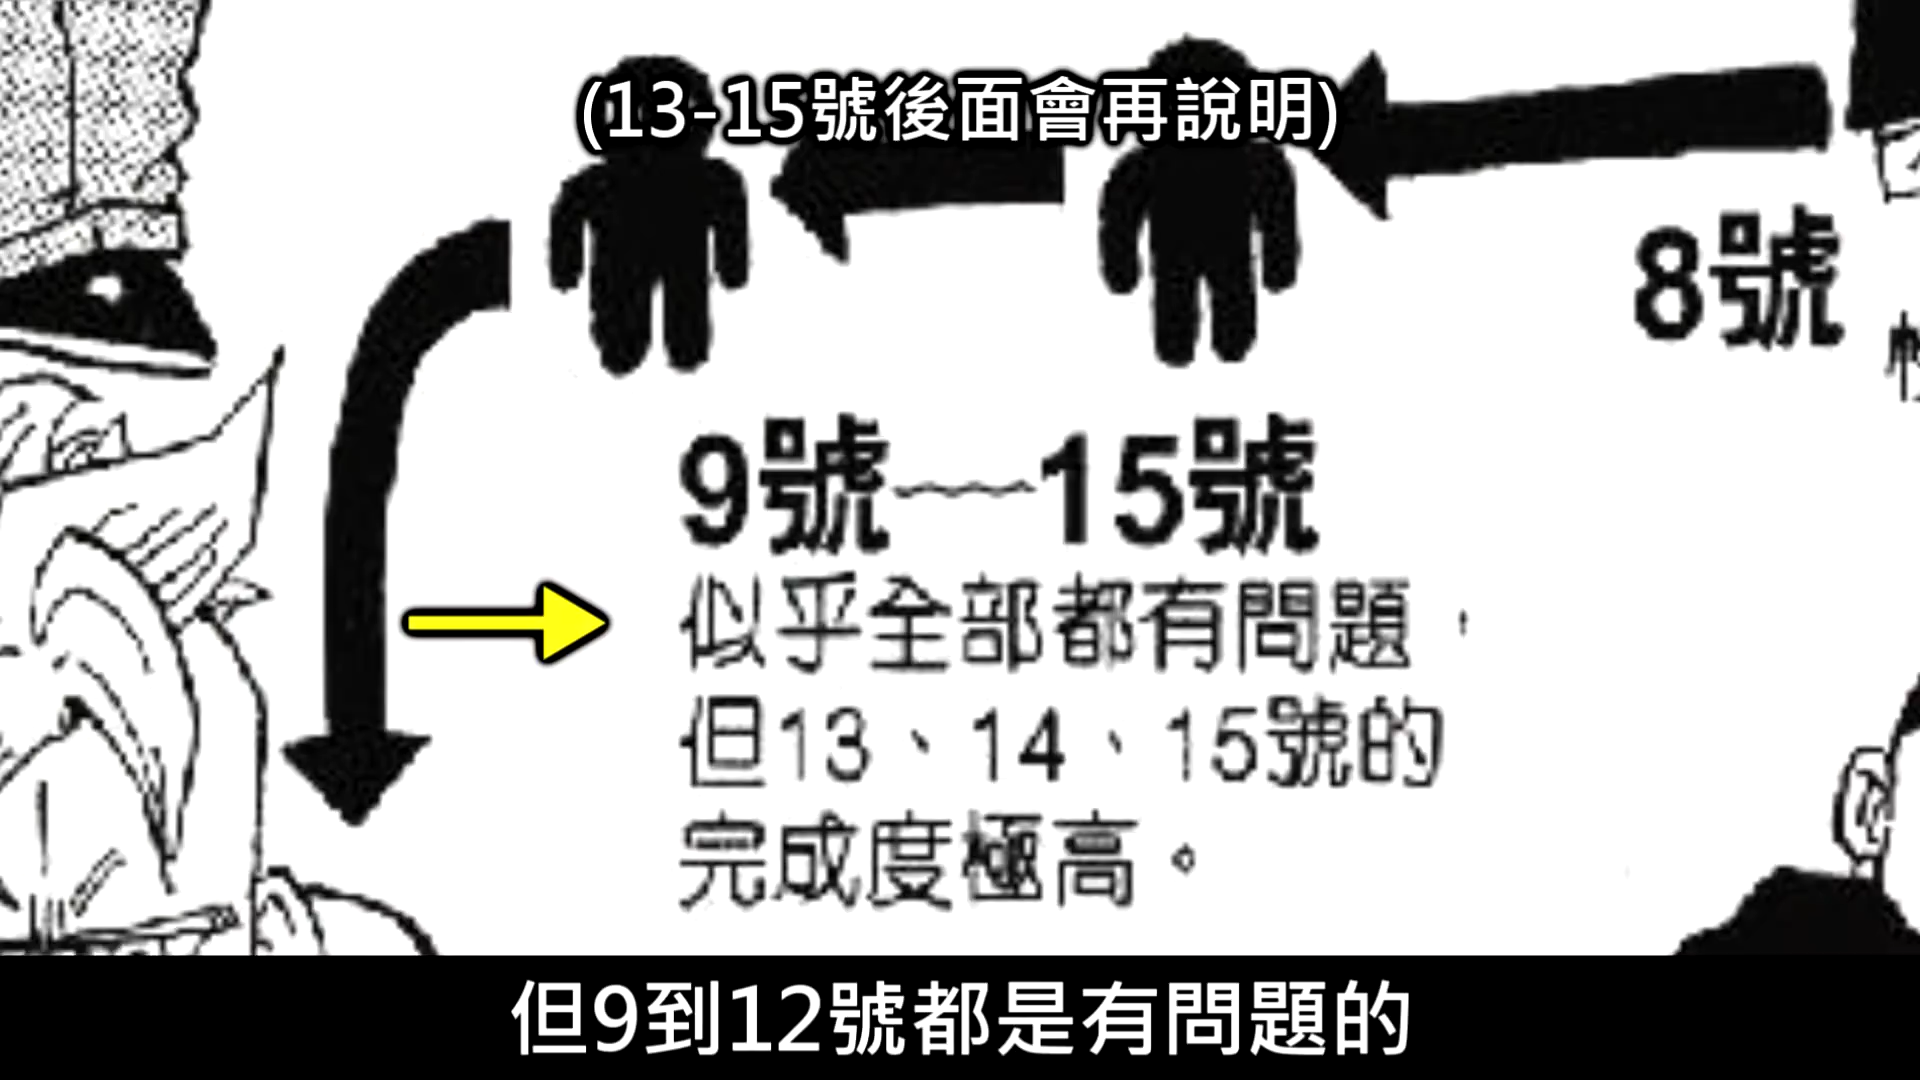 (13-15號後面會再說明)
8號
9號~15號
似乎全部都有問題，
但13、14、15號的
完成度極高。
但9到12號都是有問題的